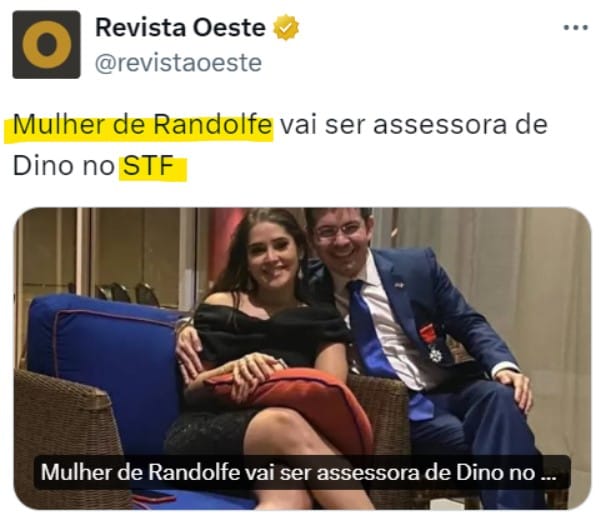 Revista Oeste
@revistaoeste
Mulher de Randolfe vai ser assessora de
Dino no STF
Mulher de Randolfe vai ser assessora de Dino no ...